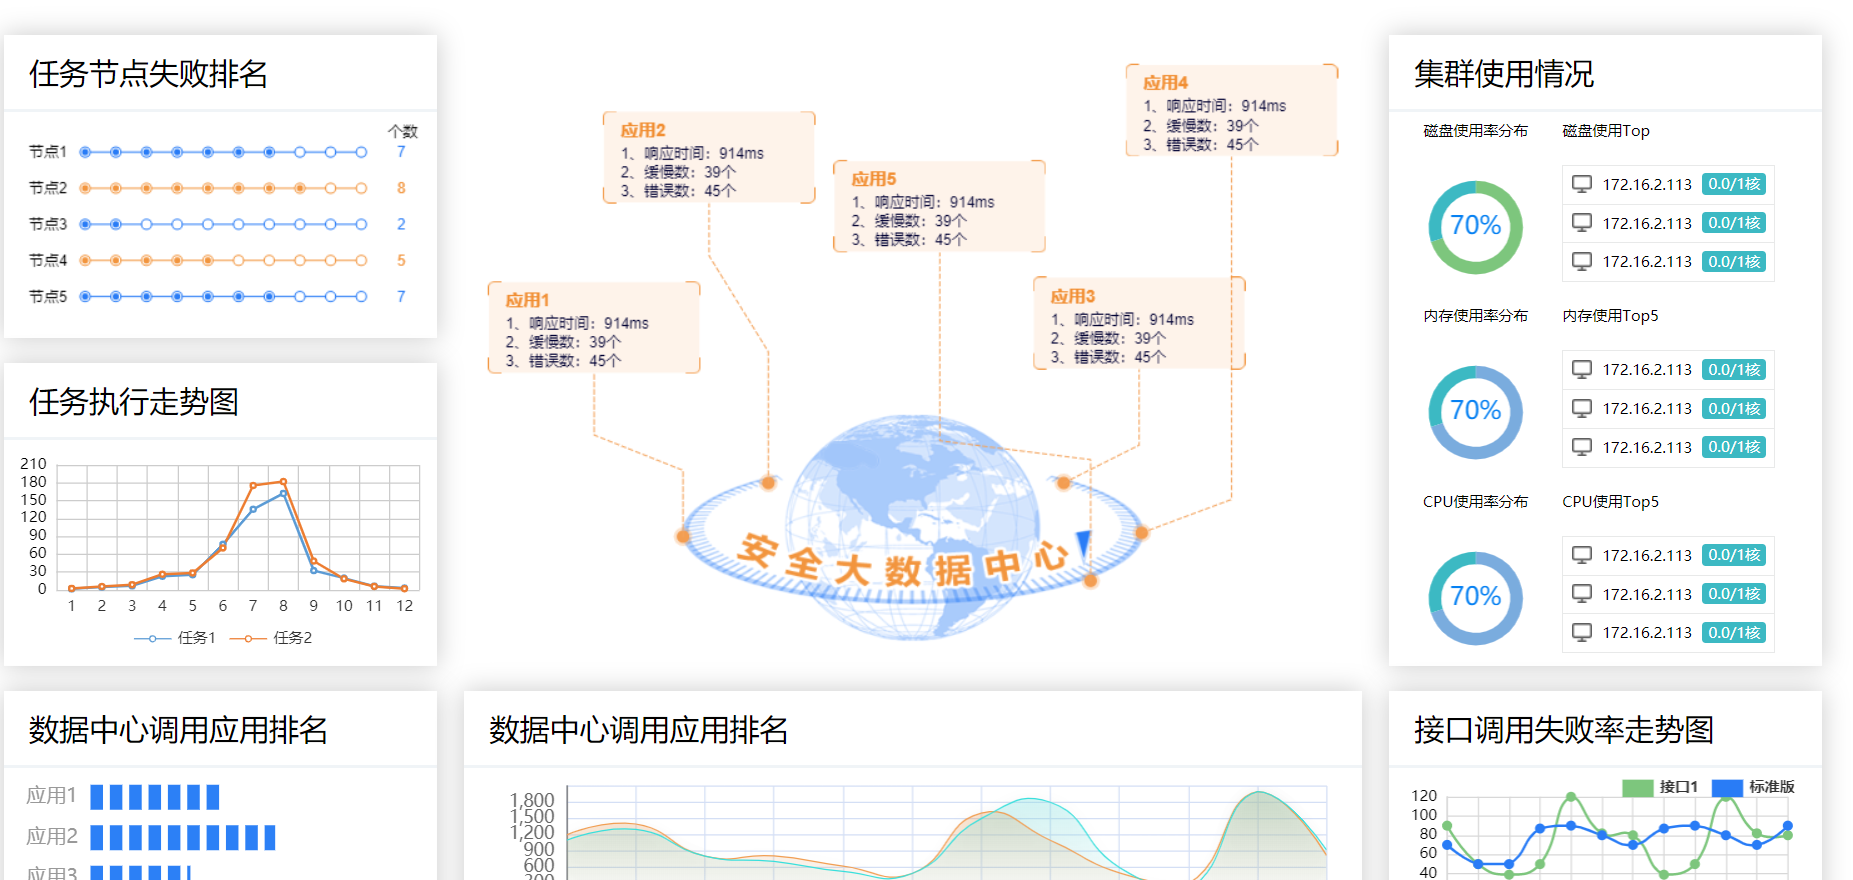 任务节点失败排名
个数
节点1 7
节点2 8
节点3 2
节点4 5
节点5 7
任务执行走势图
210
180
150
120
90
60
30
0
1 2 3 4 5 6 7 8 9 10 11 12
任务1 任务2
数据中心调用应用排名
应用1
应用2
应用3
应用2
1、响应时间：914ms
2、缓慢数：39个
3、错误数：45个
应用4
1、响应时间：914ms
2、缓慢数：39个
3、错误数：45个
应用5
1、响应时间：914ms
2、缓慢数：39个
3、错误数：45个
应用1
1、响应时间：914ms
2、缓慢数：39个
3、错误数：45个
应用3
1、响应时间：914ms
2、缓慢数：39个
3、错误数：45个
安全大数据中心
数据中心调用应用排名
1,800
1,500
1,200
900
600
300
集群使用情况
磁盘使用率分布 磁盘使用Top
70%
172.16.2.113 0.0/1核
172.16.2.113 0.0/1核
172.16.2.113 0.0/1核
内存使用率分布 内存使用Top5
70%
172.16.2.113 0.0/1核
172.16.2.113 0.0/1核
172.16.2.113 0.0/1核
CPU使用率分布 CPU使用Top5
70%
172.16.2.113 0.0/1核
172.16.2.113 0.0/1核
172.16.2.113 0.0/1核
接口调用失败率走势图
接口1 标准版
120
100
80
60
40